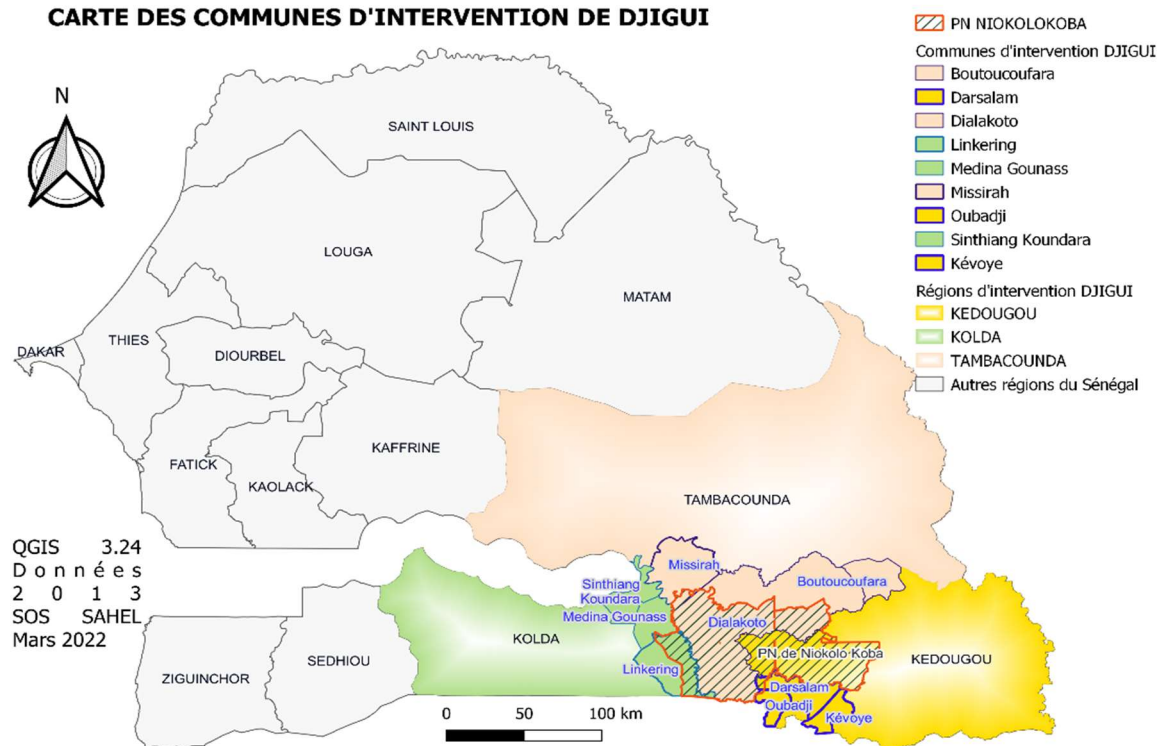 CARTE DES COMMUNES D'INTERVENTION DE DJIGUI
PN NIOKOLOKOBA
Communes d'intervention DJIGUI
Boutoucoufara
Darsalam
Dialakoto
Linkering
Medina Gounass
Missirah
Oubadji
Sinthiang Koundara
Kévoye
Régions d'intervention DJIGUI
KEDOUGOU
KOLDA
TAMBACOUNDA
Autres régions du Sénégal
N
SAINT LOUIS
LOUGA
MATAM
THIES
DAKAR
DIOURBEL
KAFFRINE
FATICK
KAOLACK
TAMBACOUNDA
QGIS 3.24
Données
2013
SOS SAHEL
Mars 2022
Missirah
Sinthiang
Koundara
Boutoucoufara
Medina Gounass
Dialakoto
KOLDA
PN de Niokolo Koba
SEDHIOU
KEDOUGOU
Linkering
ZIGUINCHOR
Darsalam
Oubadji
Kévoye
0 50 100 km